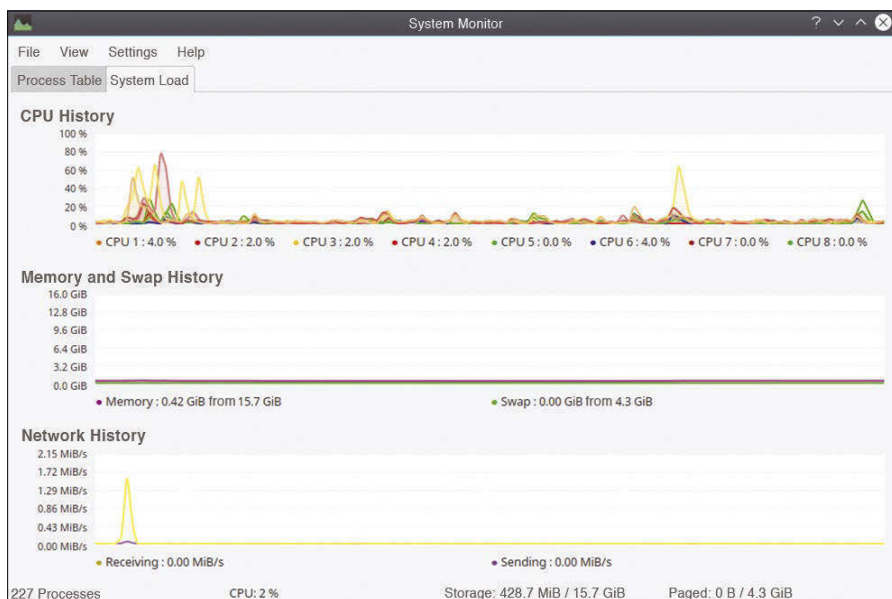 System Monitor
File View Settings Help
Process Table System Load
CPU History
100 %
80 %
60 %
40 %
20 %
0 %
CPU 1 : 4.0 % CPU 2 : 2.0 % CPU 3 : 2.0 % CPU 4 : 2.0 % CPU 5 : 0.0 % CPU 6 : 4.0 % CPU 7 : 0.0 % CPU 8 : 0.0 %
Memory and Swap History
16.0 GiB
12.8 GiB
9.6 GiB
6.4 GiB
3.2 GiB
0.0 GiB
Memory : 0.42 GiB from 15.7 GiB Swap : 0.00 GiB from 4.3 GiB
Network History
2.15 MiB/s
1.72 MiB/s
1.29 MiB/s
0.86 MiB/s
0.43 MiB/s
0.00 MiB/s
Receiving : 0.00 MiB/s Sending : 0.00 MiB/s
227 Processes CPU: 2 % Storage: 428.7 MiB / 15.7 GiB Paged: 0 B / 4.3 GiB